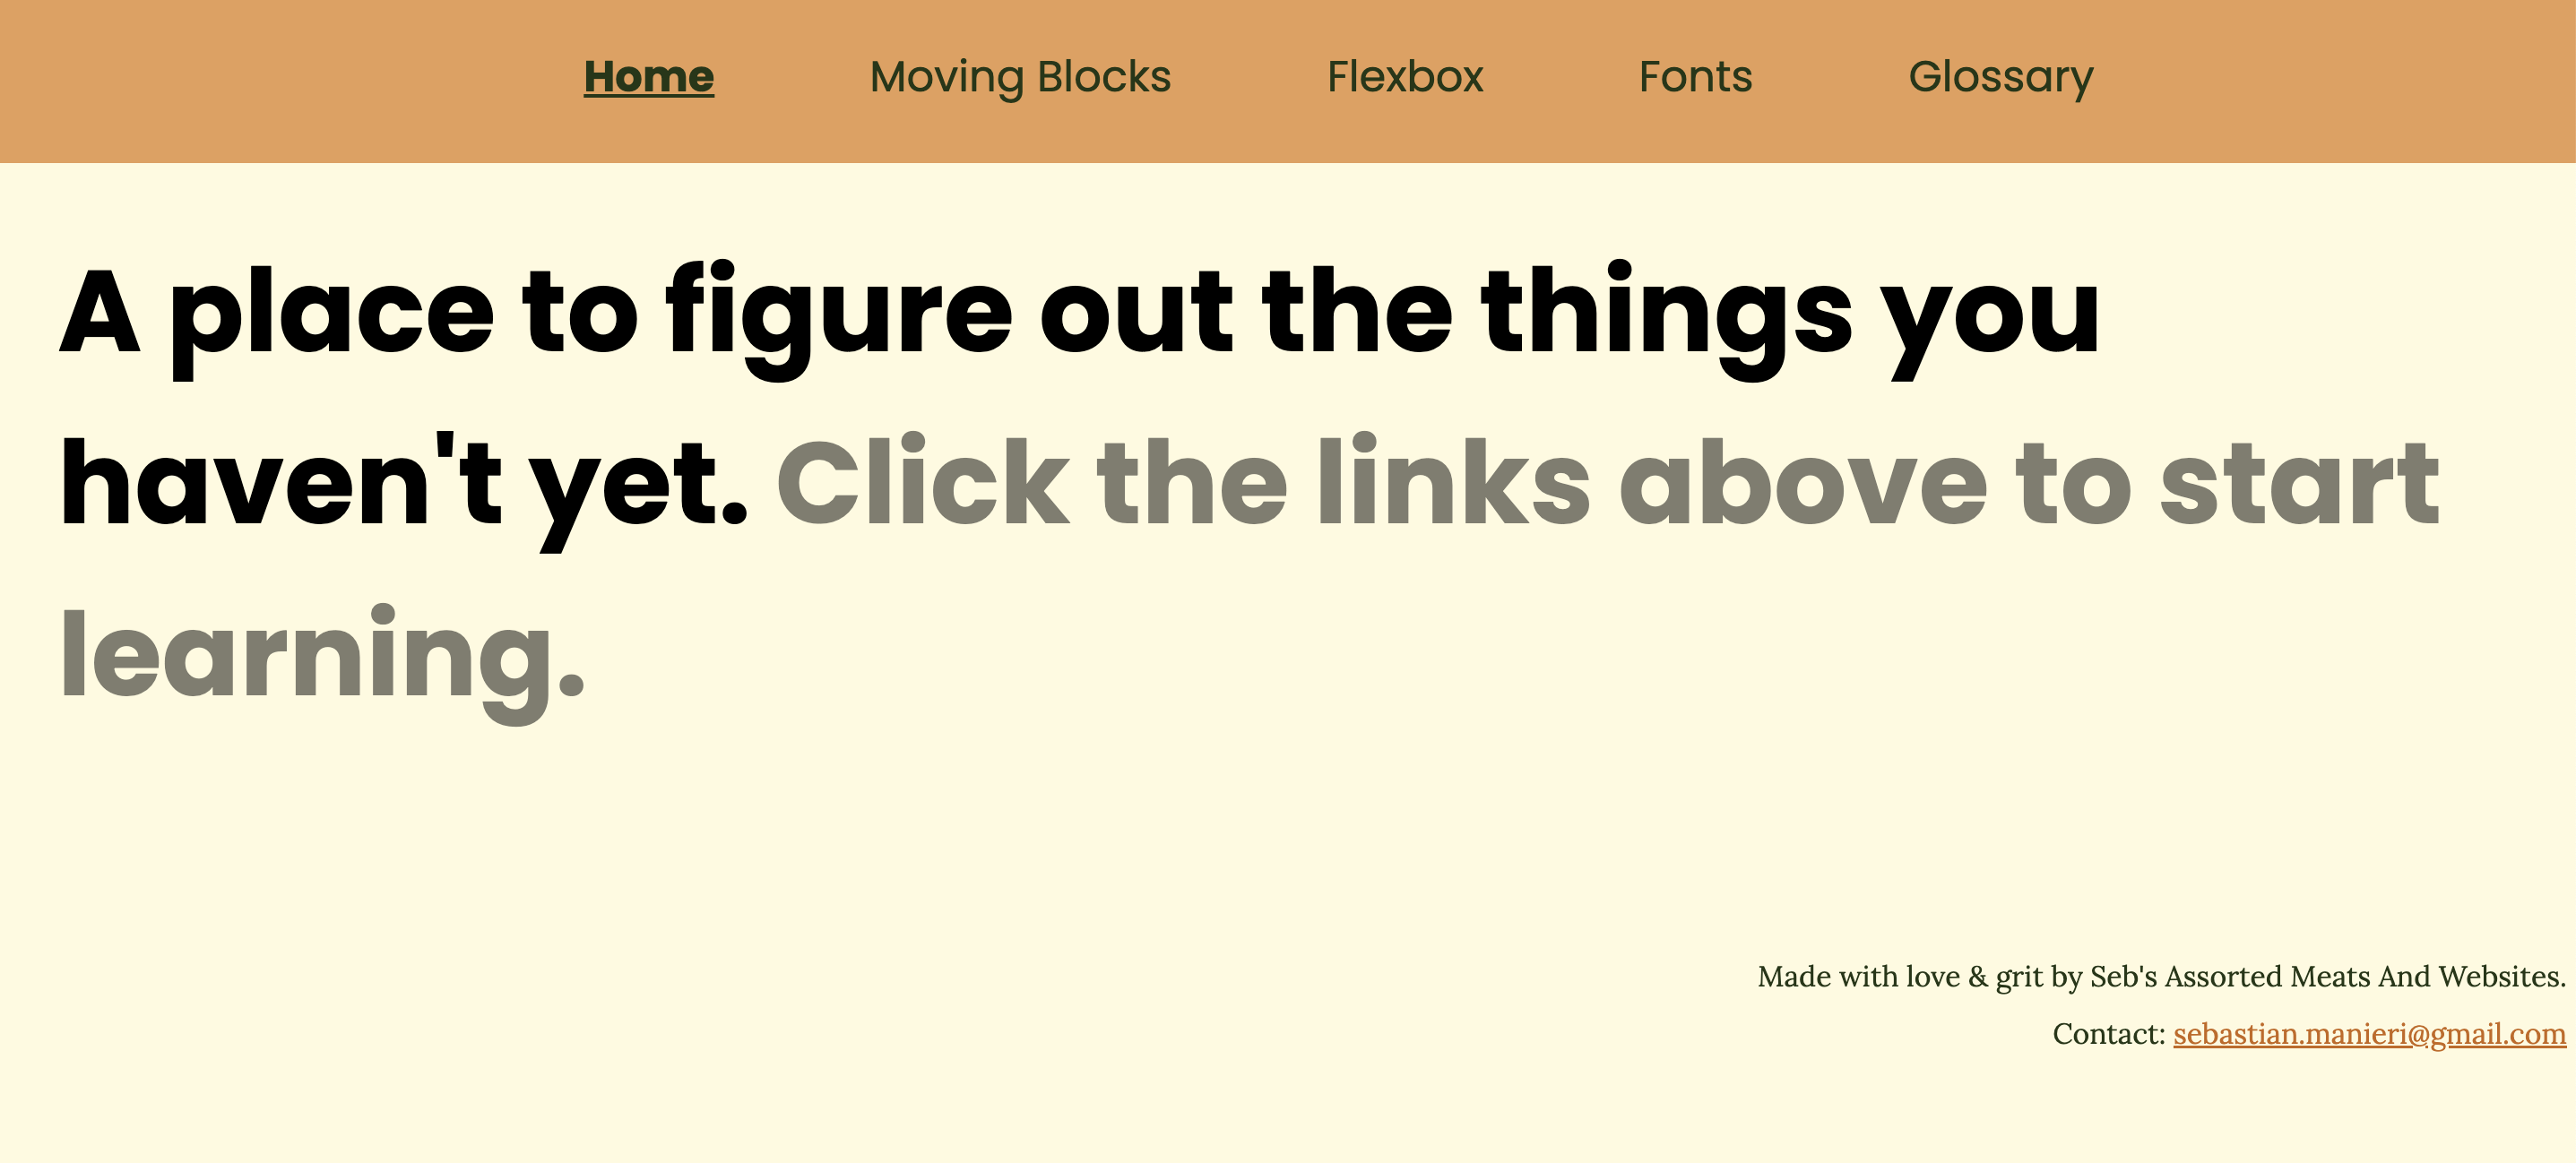 Home Moving Blocks Flexbox Fonts Glossary
A place to figure out the things you
haven't yet. Click the links above to start
learning.
Made with love & grit by Seb's Assorted Meats And Websites.
Contact: sebastian.manieri@gmail.com